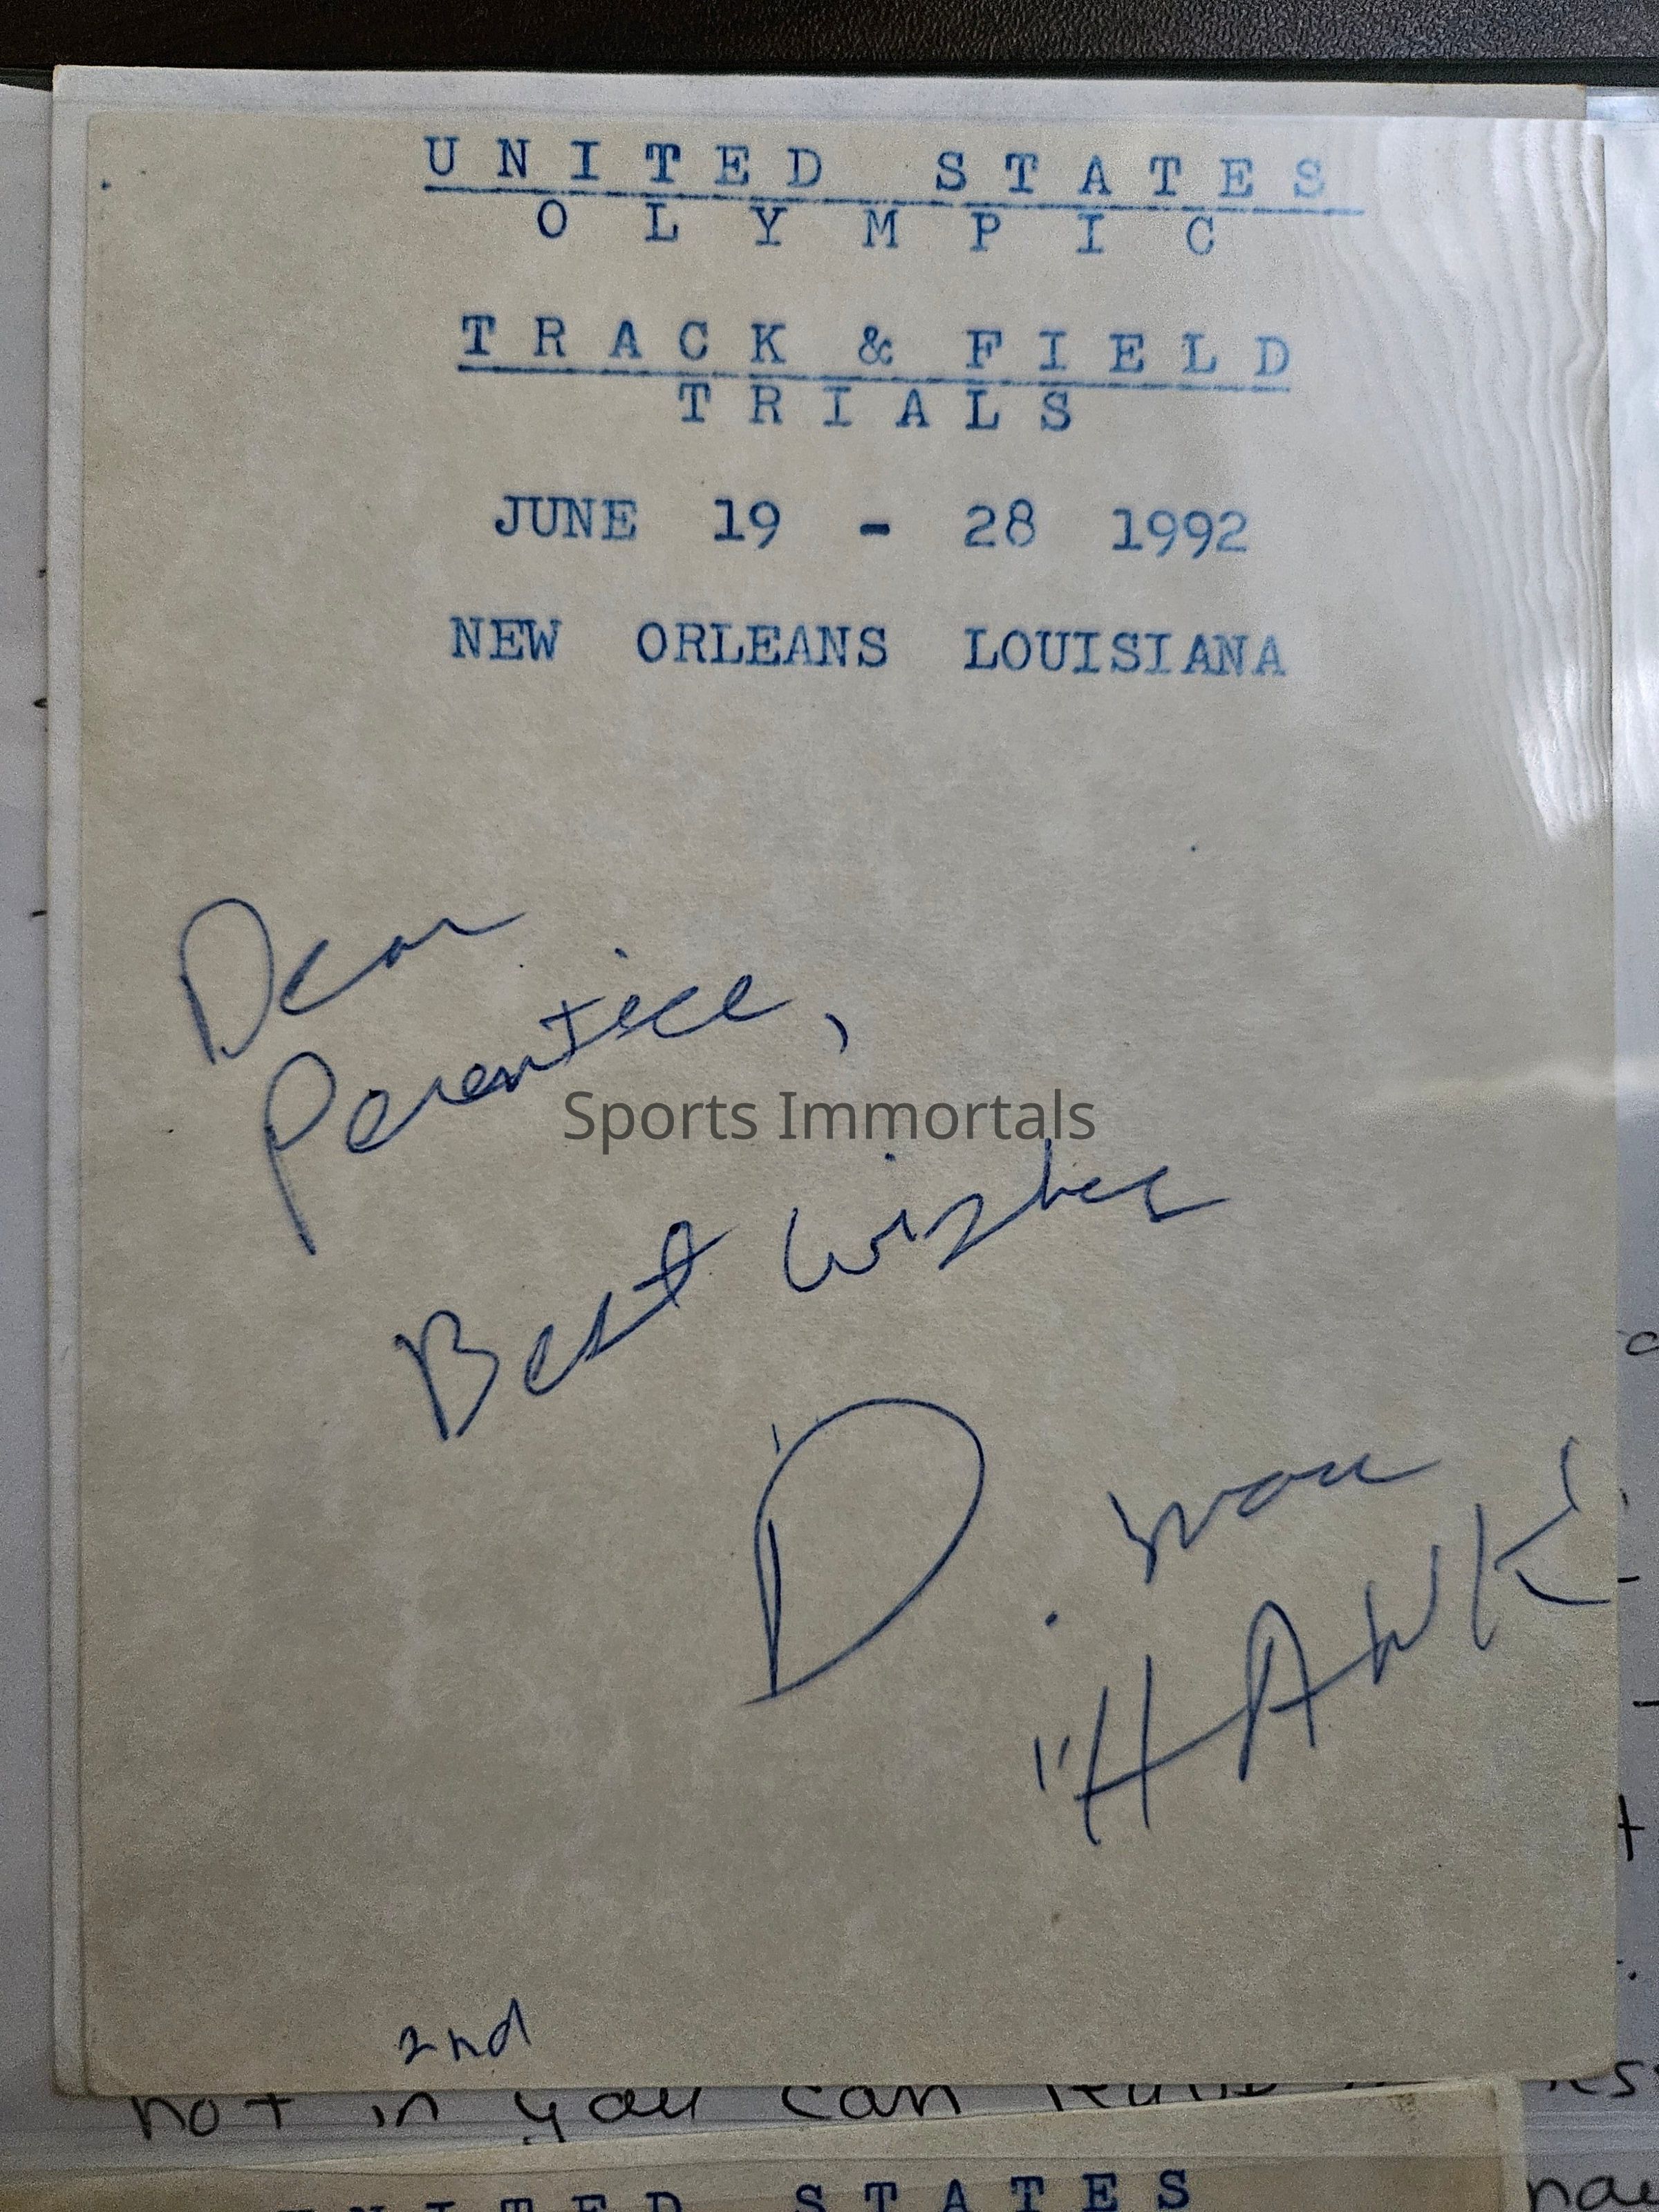 UNITED STATES
OLYMPIC
TRACK & FIELD
TRIALS
JUNE 19 - 28 1992
NEW ORLEANS LOUISIANA
Dear
Perentice,
Sports Immortals
Best Wishes
D.
"HAWK"
2nd
not in you can
UNITED STATES